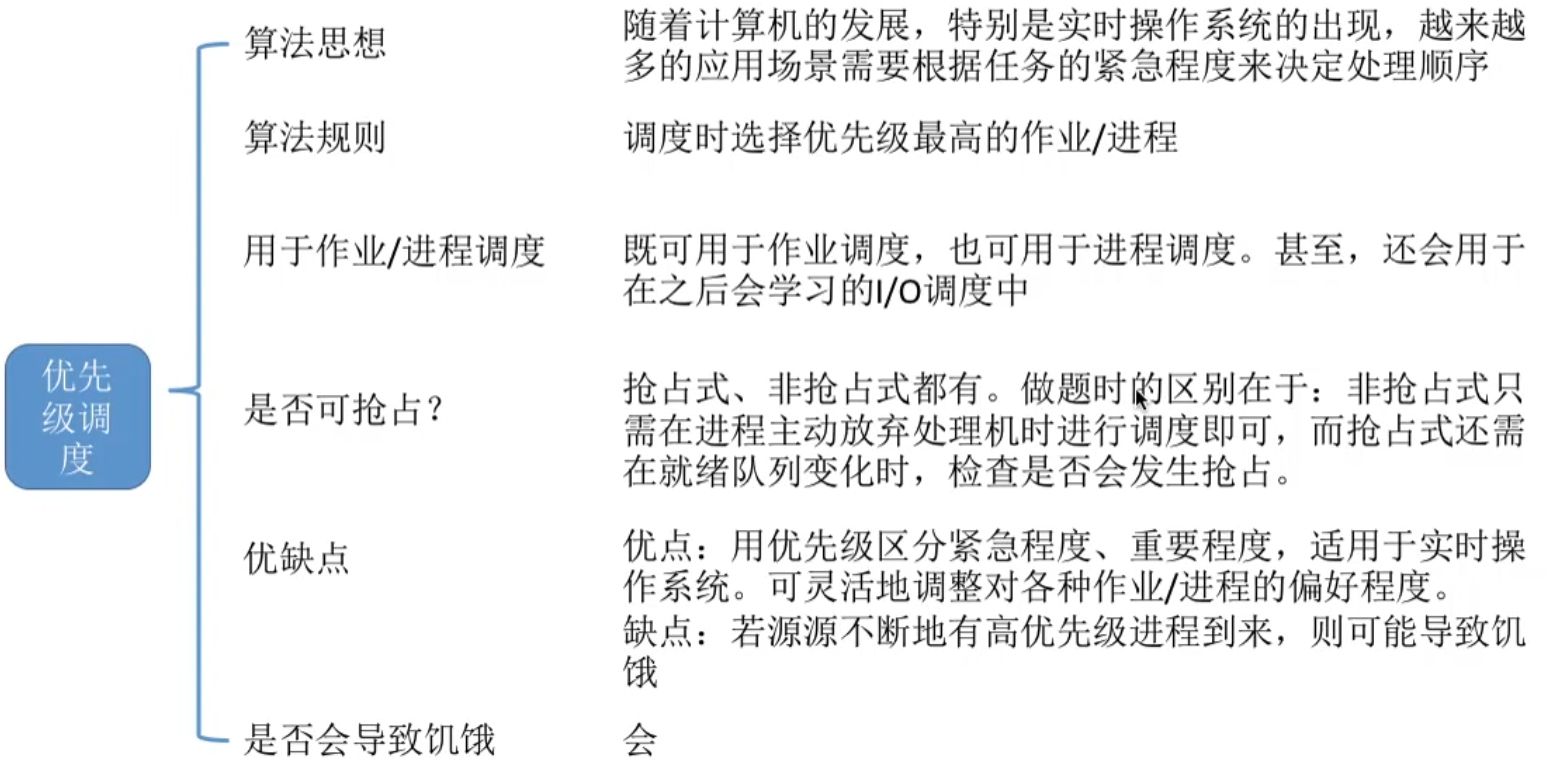 优先
级调
度
算法思想
随着计算机的发展，特别是实时操作系统的出现，越来越
多的应用场景需要根据任务的紧急程度来决定处理顺序
算法规则
调度时选择优先级最高的作业/进程
用于作业/进程调度
既可用于作业调度，也可用于进程调度。甚至，还会用于
在之后会学习的I/O调度中
是否可抢占？
抢占式、非抢占式都有。做题时的区别在于：非抢占式只
需在进程主动放弃处理机时进行调度即可，而抢占式还需
在就绪队列变化时，检查是否会发生抢占。
优缺点
优点：用优先级区分紧急程度、重要程度，适用于实时操
作系统。可灵活地调整对各种作业/进程的偏好程度。
缺点：若源源不断地有高优先级进程到来，则可能导致饥
饿
是否会导致饥饿
会